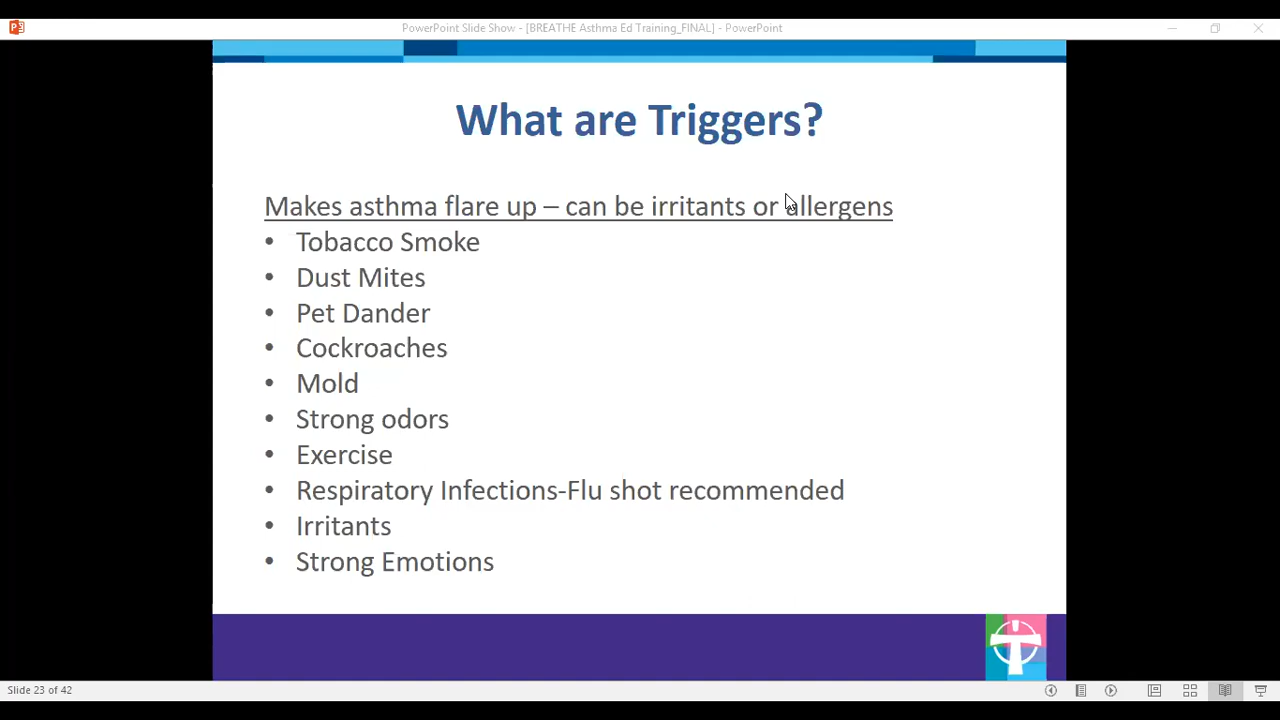 PowerPoint Slide Show - [BREATHE Asthma Ed Training_FINAL] - PowerPoint
What are Triggers?
Makes asthma flare up – can be irritants or allergens
• Tobacco Smoke
• Dust Mites
• Pet Dander
• Cockroaches
• Mold
• Strong odors
• Exercise
• Respiratory Infections-Flu shot recommended
• Irritants
• Strong Emotions
Slide 23 of 42